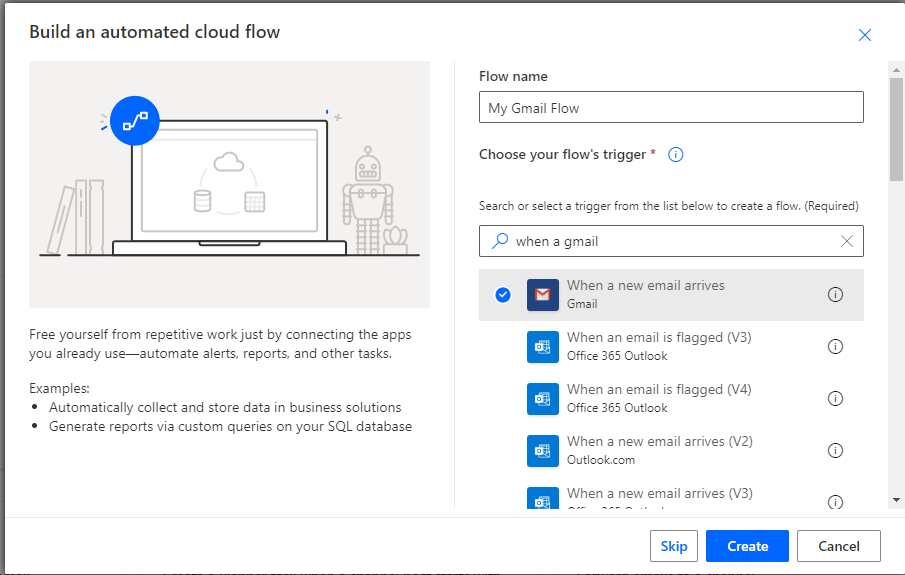 Build an automated cloud flow
Free yourself from repetitive work just by connecting the apps
you already use—automate alerts, reports, and other tasks.
Examples:
Automatically collect and store data in business solutions
Generate reports via custom queries on your SQL database
Flow name
My Gmail Flow
Choose your flow's trigger *
Search or select a trigger from the list below to create a flow. (Required)
when a gmail
When a new email arrives
Gmail
When an email is flagged (V3)
Office 365 Outlook
When an email is flagged (V4)
Office 365 Outlook
When a new email arrives (V2)
Outlook.com
When a new email arrives (V3)
Office 365 Outlook
Skip
Create
Cancel